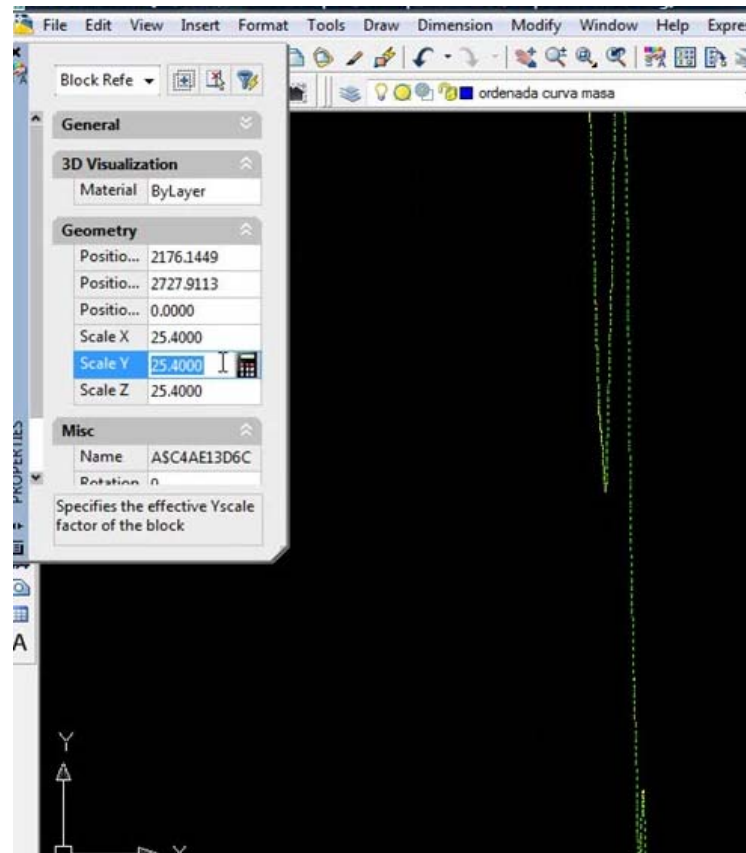 File Edit View Insert Format Tools Draw Dimension Modify Window Help Expre
Block Refe
ordenada curva masa
General
3D Visualization
Material ByLayer
Geometry
Positio... 2176.1449
Positio... 2727.9113
Positio... 0.0000
Scale X 25.4000
Scale Y 25.4000
Scale Z 25.4000
Misc
Name A$C4AE13D6C
Rotation 0
Specifies the effective Yscale
factor of the block
PROPERTIES
A
Y
X